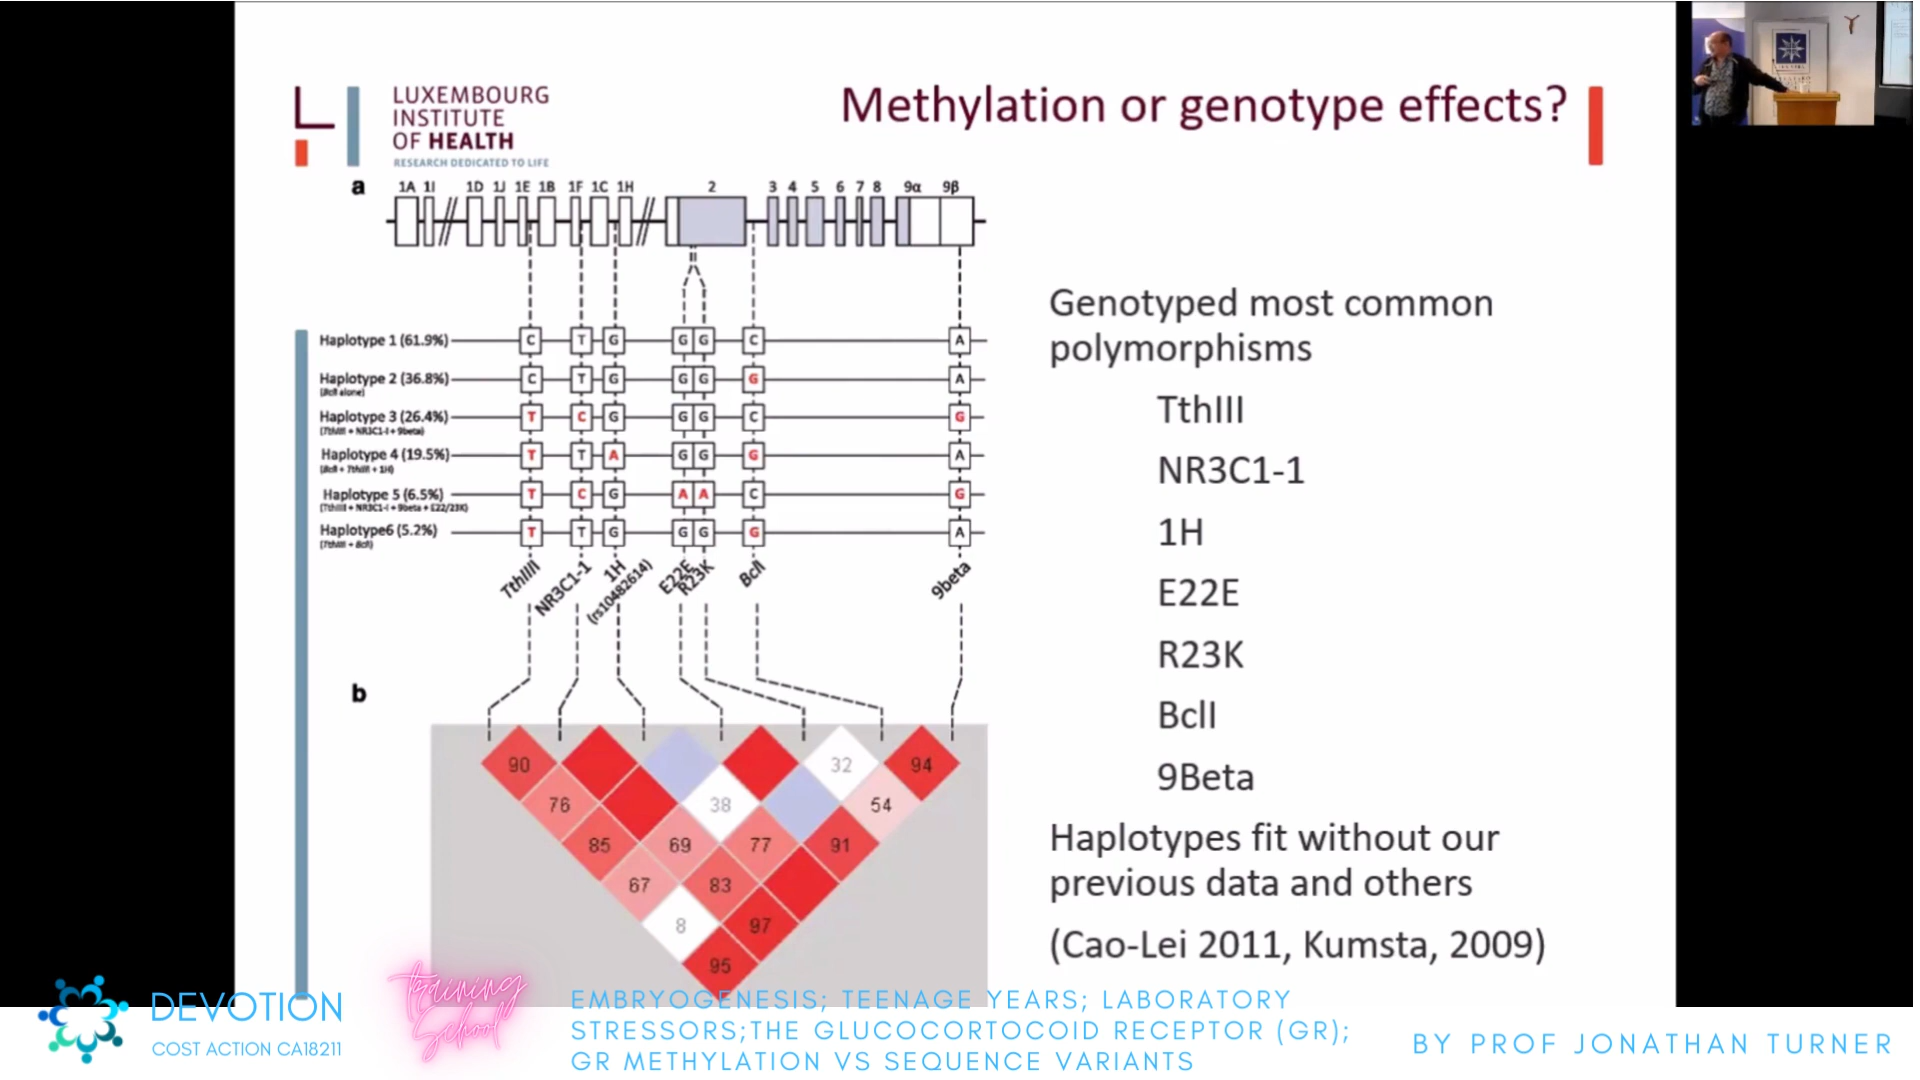 LUXEMBOURG
INSTITUTE
OF HEALTH
RESEARCH DEDICATED TO LIFE
Methylation or genotype effects?
a
1A 1I 1D 1J 1E 1B 1F 1C 1H 2 3 4 5 6 7 8 9α 9β
Haplotype 1 (61.9%) C T G G G C A
Haplotype 2 (36.8%) C T G G G G A
(BclI alone)
Haplotype 3 (26.4%) T C G G G C G
(TthIIII + NR3C1-I + 9beta)
Haplotype 4 (19.5%) T T A G G G A
(BclI + TthIIII + 1H)
Haplotype 5 (6.5%) T C G A A C G
(TthIIII + NR3C1-I + 9beta + E22/23K)
Haplotype6 (5.2%) T T G G G G A
(TthIIII + BclI)
TthIIII NR3C1-1 1H (rs10482614) E22E R23K BclI 9beta
b
90 32 94
76 38 54
85 69 77 91
67 83
8 97
95
Genotyped most common
polymorphisms
TthIII
NR3C1-1
1H
E22E
R23K
BclI
9Beta
Haplotypes fit without our
previous data and others
(Cao-Lei 2011, Kumsta, 2009)
DEVOTION
COST ACTION CA18211
training
School
EMBRYOGENESIS; TEENAGE YEARS; LABORATORY
STRESSORS;THE GLUCOCORTOCOID RECEPTOR (GR);
GR METHYLATION VS SEQUENCE VARIANTS
BY PROF JONATHAN TURNER